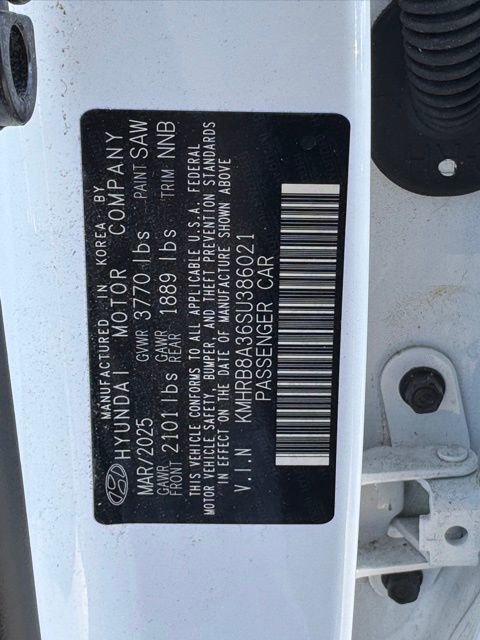 MANUFACTURED IN KOREA BY
HYUNDAI MOTOR COMPANY
MAR/2025 GVWR 3770 lbs PAINT SAW
GAWR FRONT 2101 lbs GAWR REAR 1889 lbs TRIM NNB
THIS VEHICLE CONFORMS TO ALL APPLICABLE U.S.A. FEDERAL
MOTOR VEHICLE SAFETY, BUMPER, AND THEFT PREVENTION STANDARDS
IN EFFECT ON THE DATE OF MANUFACTURE SHOWN ABOVE
V.I.N KMHRB8A36SU386021
PASSENGER CAR